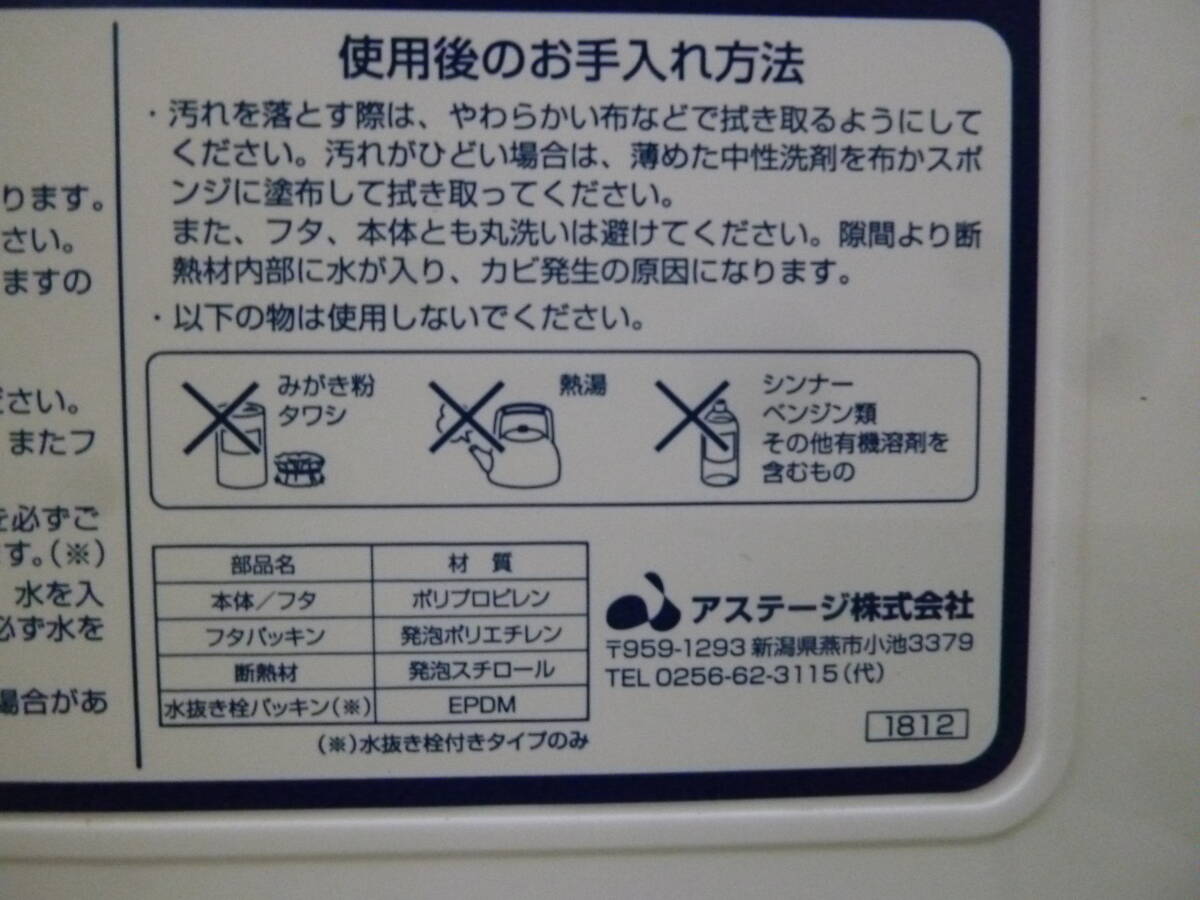 ります。
さい。
ますの
ださい。
またフ
を必ずご
す。(※)
水を入
必ず水を
場合があ
使用後のお手入れ方法
・汚れを落とす際は、やわらかい布などで拭き取るようにして
ください。汚れがひどい場合は、薄めた中性洗剤を布かスポ
ンジに塗布して拭き取ってください。
また、フタ、本体とも丸洗いは避けてください。隙間より断
熱材内部に水が入り、カビ発生の原因になります。
・以下の物は使用しないでください。
みがき粉
タワシ
熱湯
シンナー
ベンジン類
その他有機溶剤を
含むもの
部品名 材 質
本体/フタ ポリプロピレン
フタパッキン 発泡ポリエチレン
断熱材 発泡スチロール
水抜き栓パッキン(※) EPDM
(※)水抜き栓付きタイプのみ
アステージ株式会社
〒959-1293 新潟県燕市小池3379
TEL 0256-62-3115(代)
1812